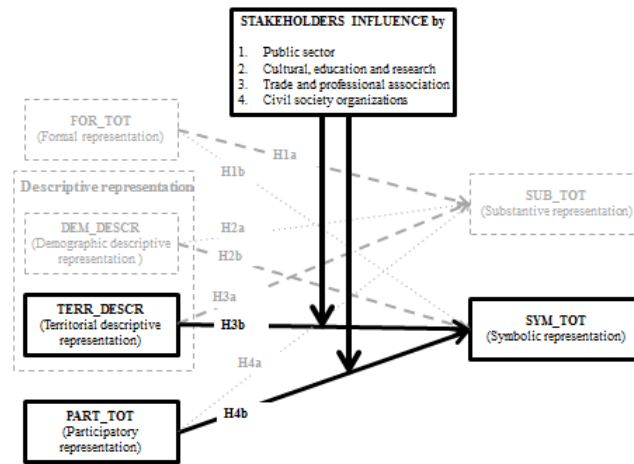 STAKEHOLDERS INFLUENCE by
1. Public sector
2. Cultural, education and research
3. Trade and professional association
4. Civil society organizations
FOR_TOT
(Formal representation)
H1a
H1b
Descriptive representation
SUB_TOT
(Substantive representation)
DEM_DESCR
(Demographic descriptive
representation )
H2a
H2b
TERR_DESCR
(Territorial descriptive
representation)
H3a
H3b
SYM_TOT
(Symbolic representation)
H4a
PART_TOT
(Participatory
representation)
H4b